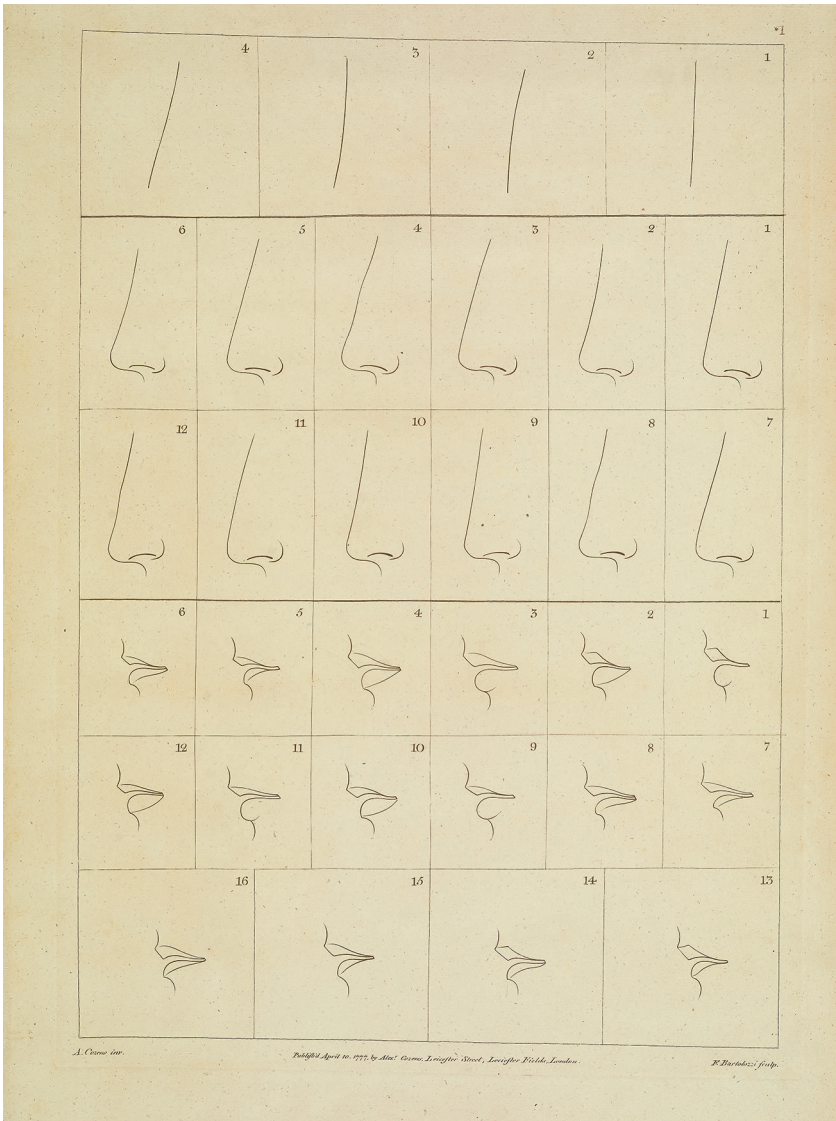 *1
4 3 2 1
6 5 4 3 2 1
12 11 10 9 8 7
6 5 4 3 2 1
12 11 10 9 8 7
16 15 14 13
A. Cozens inv.
Publish'd April 10, 1777, by Alexr. Cozens, Leicester Street, Leicester Fields, London.
F. Bartolozzi sculp.